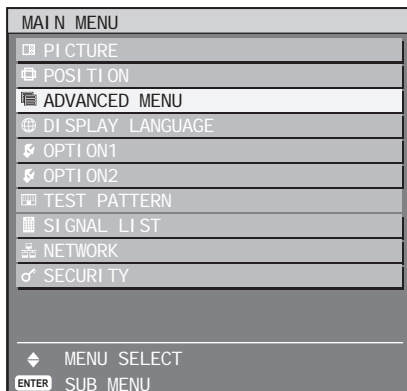 MAIN MENU
PICTURE
POSITION
ADVANCED MENU
DISPLAY LANGUAGE
OPTION1
OPTION2
TEST PATTERN
SIGNAL LIST
NETWORK
SECURITY
MENU SELECT
ENTER SUB MENU